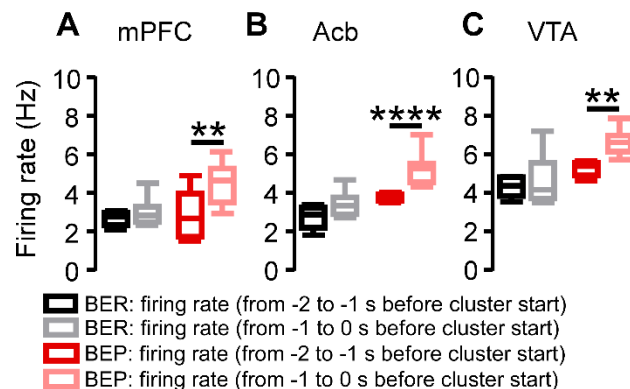 A mPFC B Acb C VTA
Firing rate (Hz)
10 10 10
8 8 8
6 6 6
4 4 4
2 2 2
0 0 0
** **** **
BER: firing rate (from -2 to -1 s before cluster start)
BER: firing rate (from -1 to 0 s before cluster start)
BEP: firing rate (from -2 to -1 s before cluster start)
BEP: firing rate (from -1 to 0 s before cluster start)